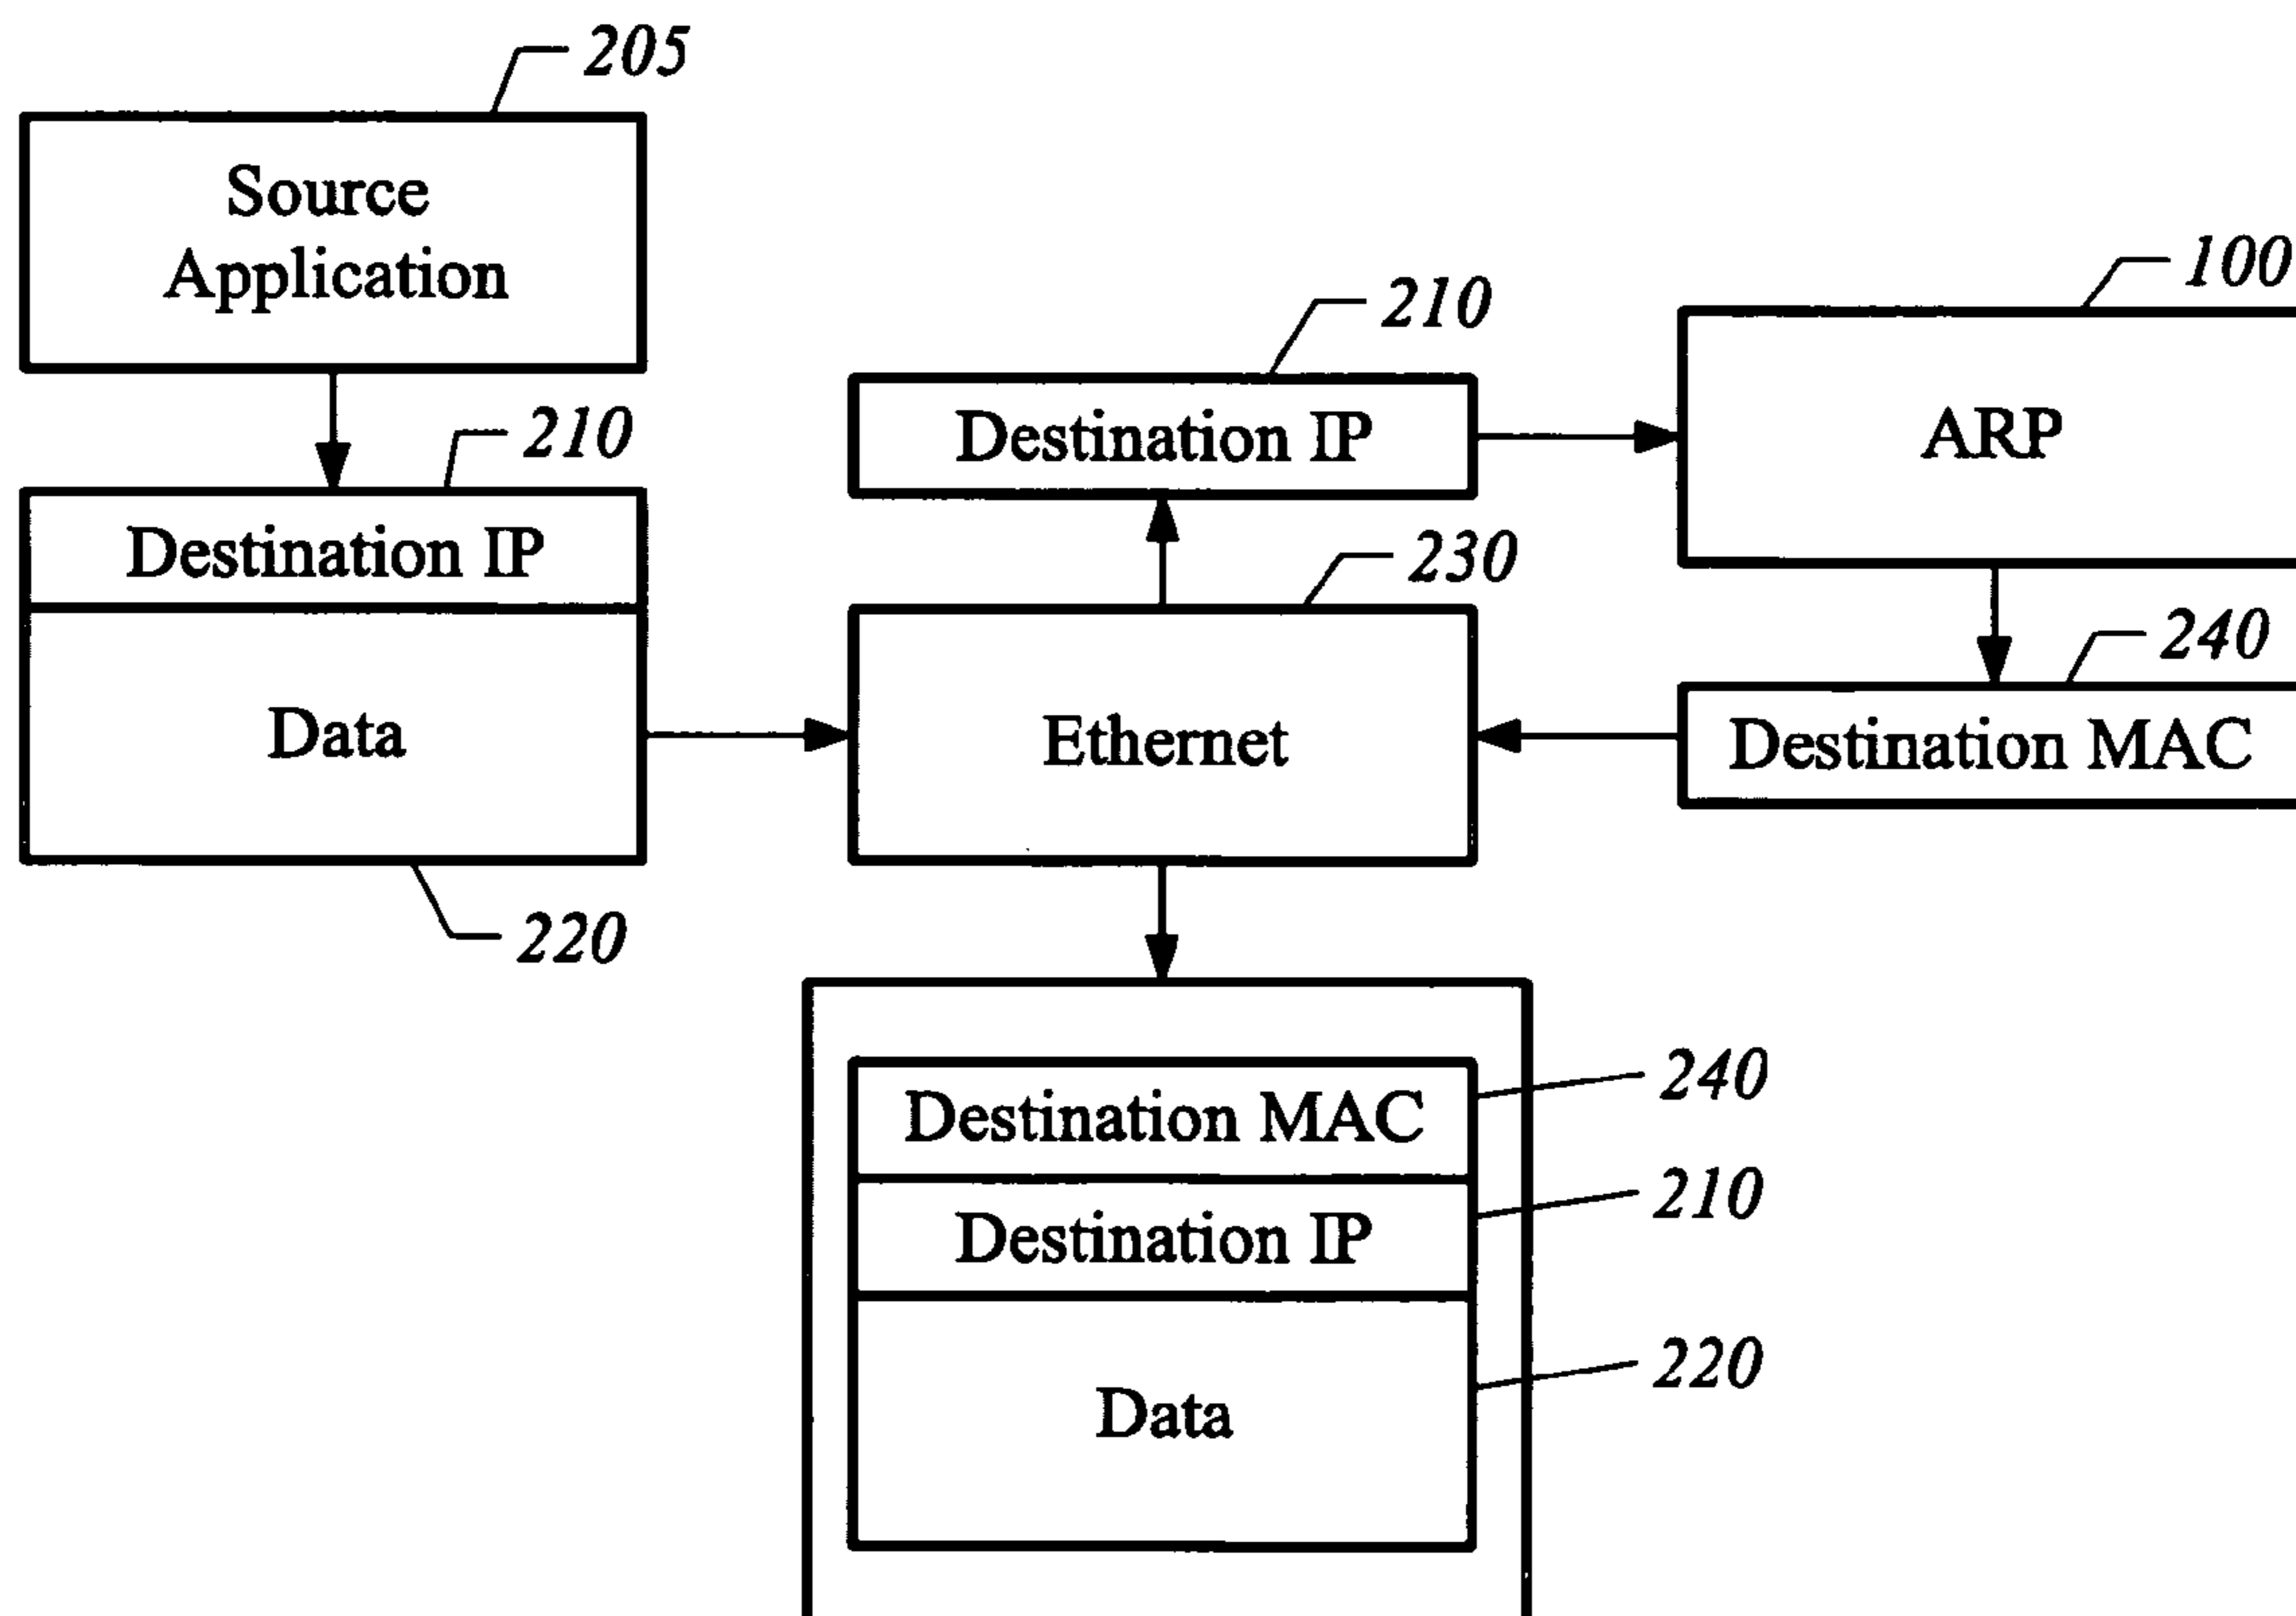 205
Source
Application
210
Destination IP
Data
220
210
Destination IP
230
Ethernet
100
ARP
240
Destination MAC
Destination MAC
240
Destination IP
210
Data
220